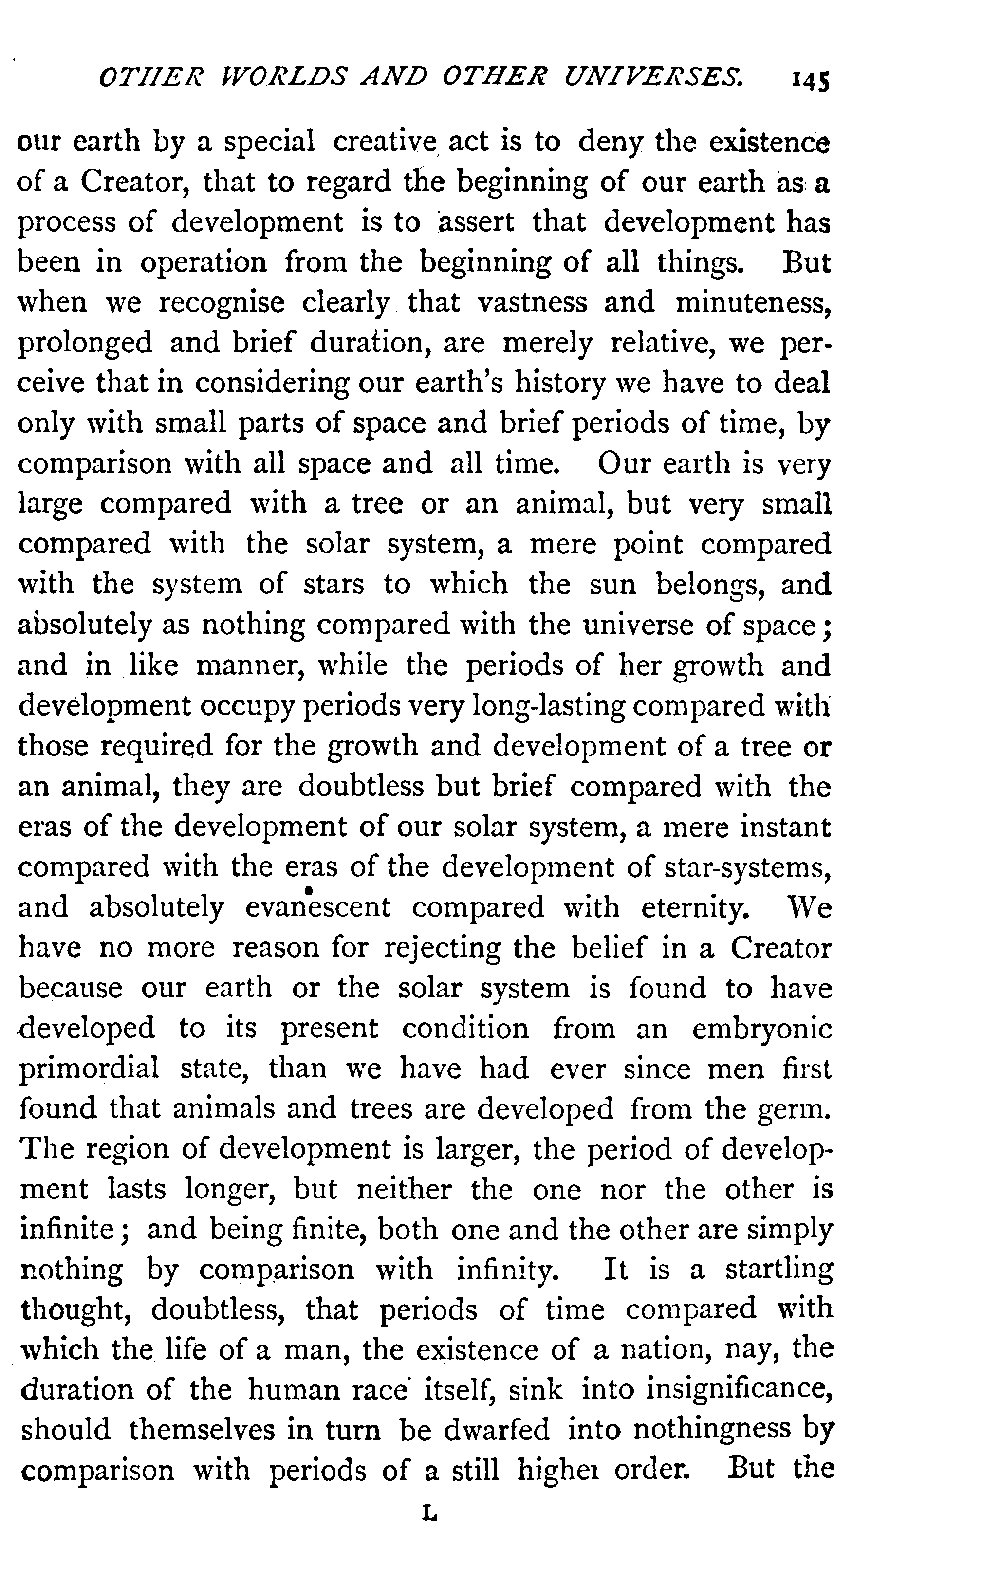 OTHER WORLDS AND OTHER UNIVERSES. 145
our earth by a special creative act is to deny the existence
of a Creator, that to regard the beginning of our earth as a
process of development is to assert that development has
been in operation from the beginning of all things. But
when we recognise clearly that vastness and minuteness,
prolonged and brief duration, are merely relative, we per-
ceive that in considering our earth's history we have to deal
only with small parts of space and brief periods of time, by
comparison with all space and all time. Our earth is very
large compared with a tree or an animal, but very small
compared with the solar system, a mere point compared
with the system of stars to which the sun belongs, and
absolutely as nothing compared with the universe of space;
and in like manner, while the periods of her growth and
development occupy periods very long-lasting compared with
those required for the growth and development of a tree or
an animal, they are doubtless but brief compared with the
eras of the development of our solar system, a mere instant
compared with the eras of the development of star-systems,
and absolutely evanescent compared with eternity. We
have no more reason for rejecting the belief in a Creator
because our earth or the solar system is found to have
developed to its present condition from an embryonic
primordial state, than we have had ever since men first
found that animals and trees are developed from the germ.
The region of development is larger, the period of develop-
ment lasts longer, but neither the one nor the other is
infinite; and being finite, both one and the other are simply
nothing by comparison with infinity. It is a startling
thought, doubtless, that periods of time compared with
which the life of a man, the existence of a nation, nay, the
duration of the human race itself, sink into insignificance,
should themselves in turn be dwarfed into nothingness by
comparison with periods of a still higher order. But the
L